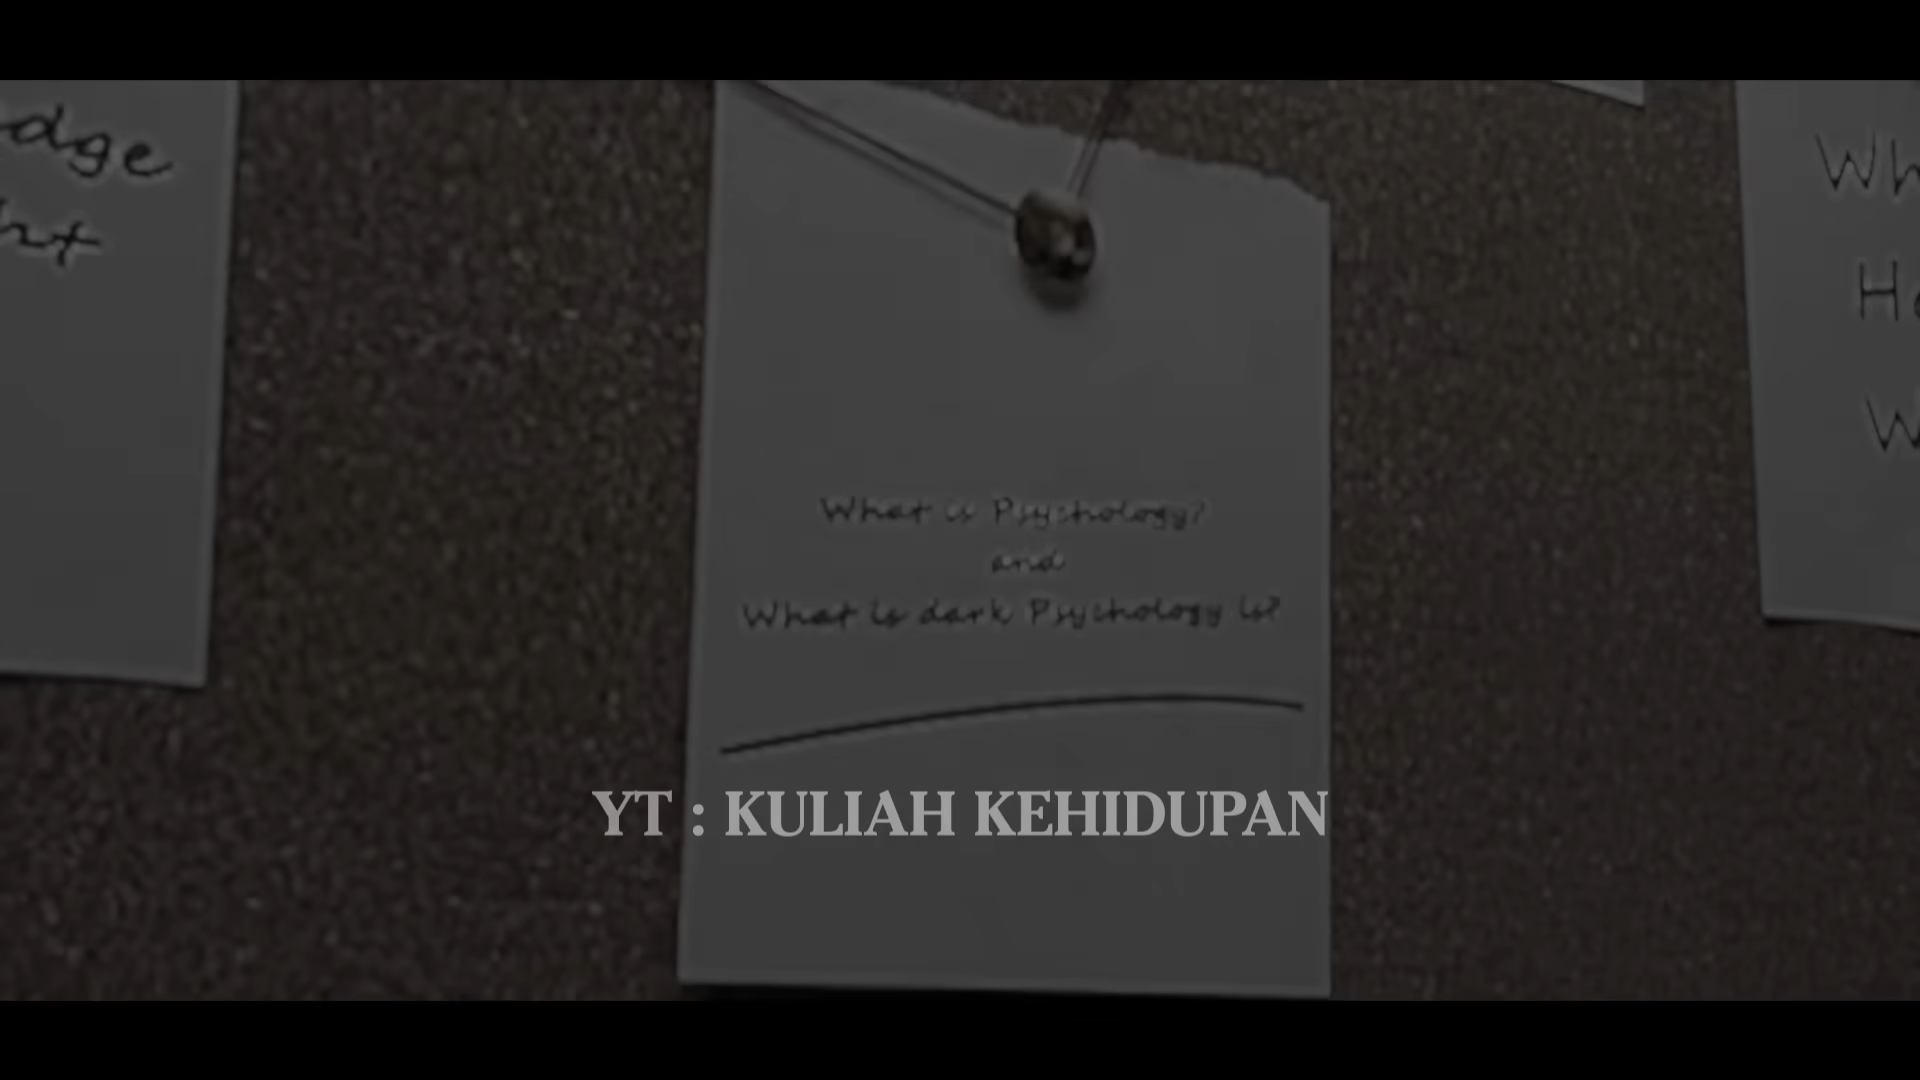 What is Psychology?
and
What is dark Psychology is?
YT : KULIAH KEHIDUPAN